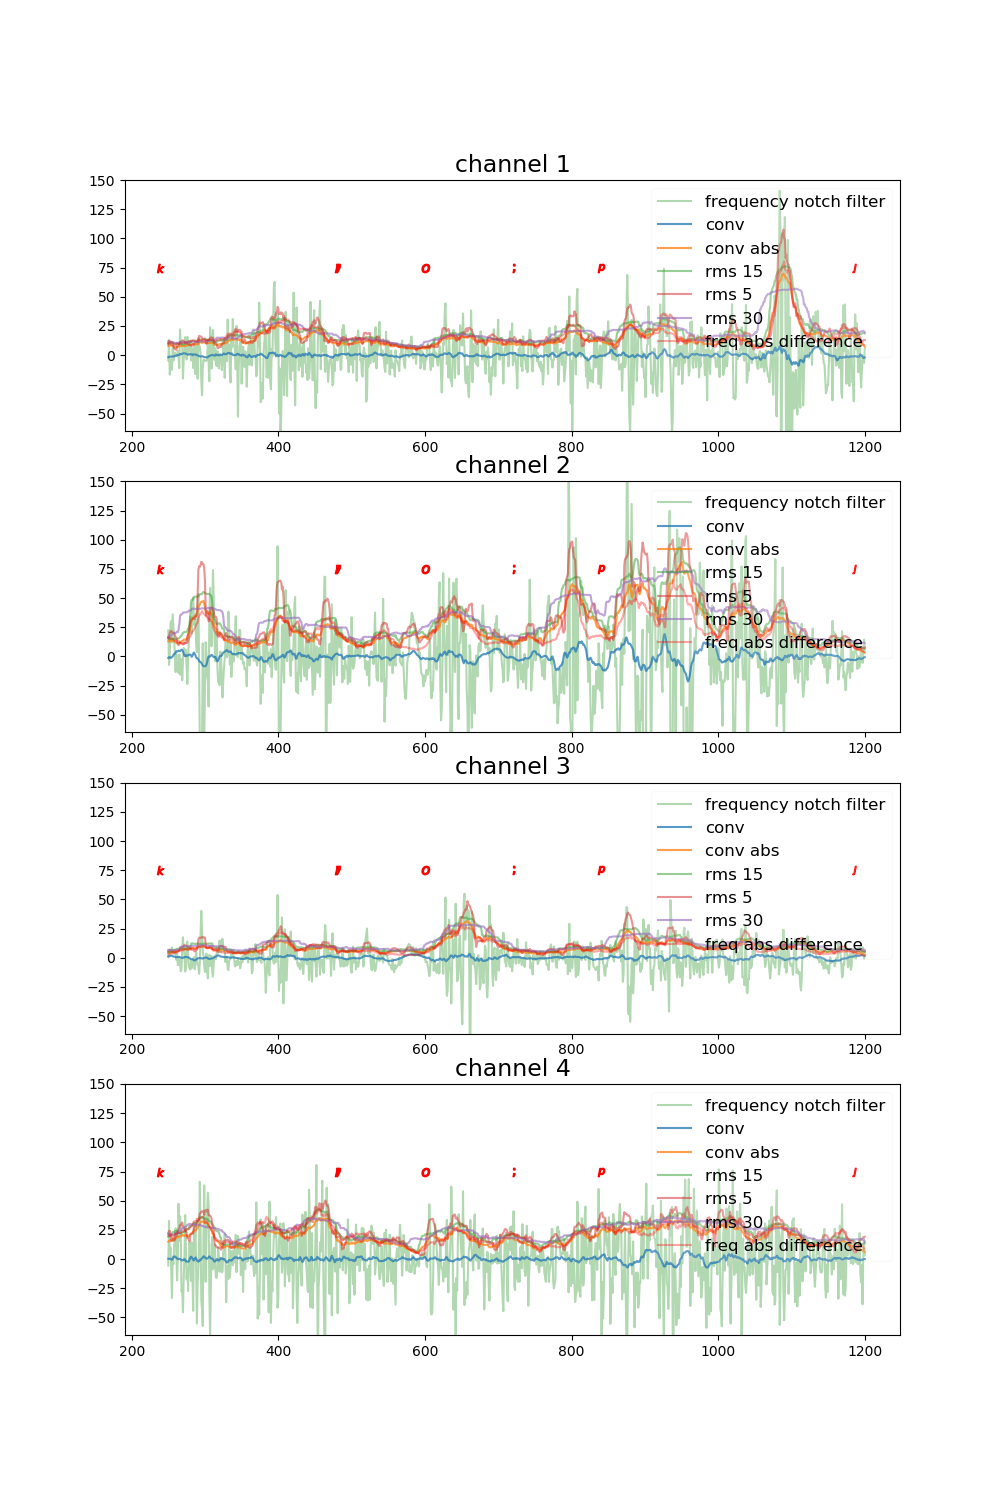 channel 1
150
125
100
75
50
25
0
−25
−50
frequency notch filter
conv
conv abs
rms 15
rms 5
rms 30
freq abs difference
k o ; p J
200 400 600 800 1000 1200
channel 2
150
125
100
75
50
25
0
−25
−50
frequency notch filter
conv
conv abs
rms 15
rms 5
rms 30
freq abs difference
k o ; p J
200 400 600 800 1000 1200
channel 3
150
125
100
75
50
25
0
−25
−50
frequency notch filter
conv
conv abs
rms 15
rms 5
rms 30
freq abs difference
k o ; p J
200 400 600 800 1000 1200
channel 4
150
125
100
75
50
25
0
−25
−50
frequency notch filter
conv
conv abs
rms 15
rms 5
rms 30
freq abs difference
k o ; p J
200 400 600 800 1000 1200